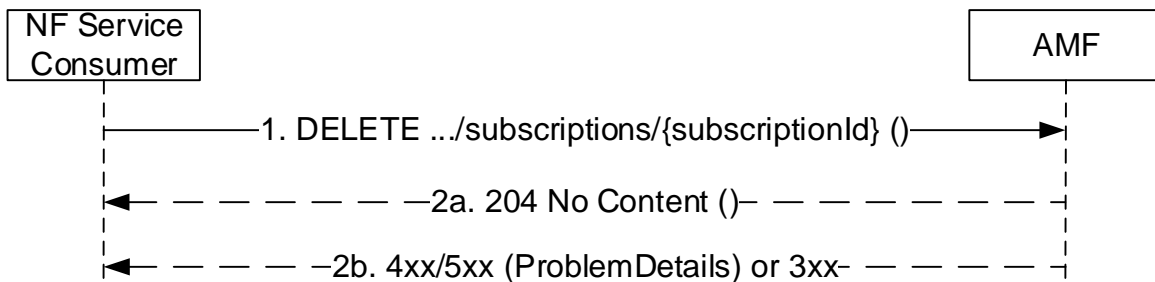 NF Service
Consumer
AMF
1. DELETE .../subscriptions/{subscriptionId} ()
2a. 204 No Content ()
2b. 4xx/5xx (ProblemDetails) or 3xx